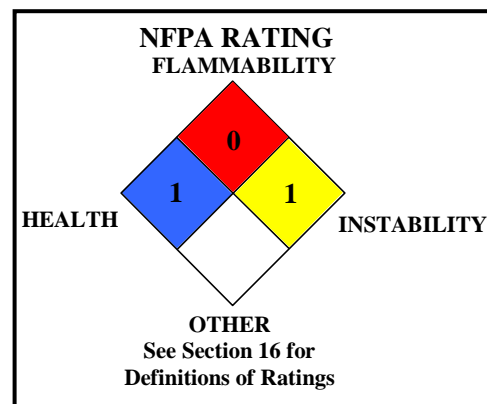 NFPA RATING
FLAMMABILITY
0
1 1
HEALTH
INSTABILITY
OTHER
See Section 16 for
Definitions of Ratings